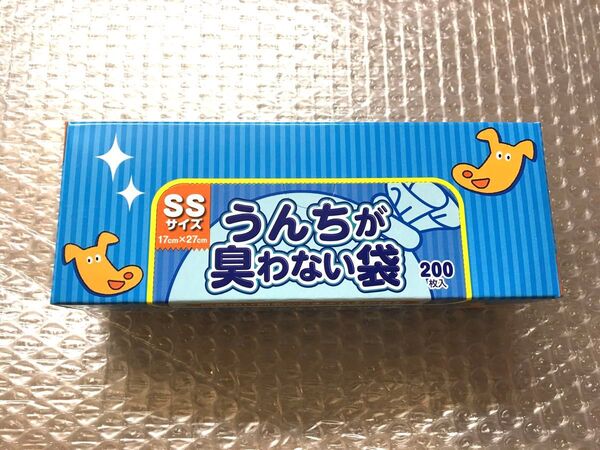 SS
サイズ
17cm×27cm
うんちが
臭わない袋
200
枚入